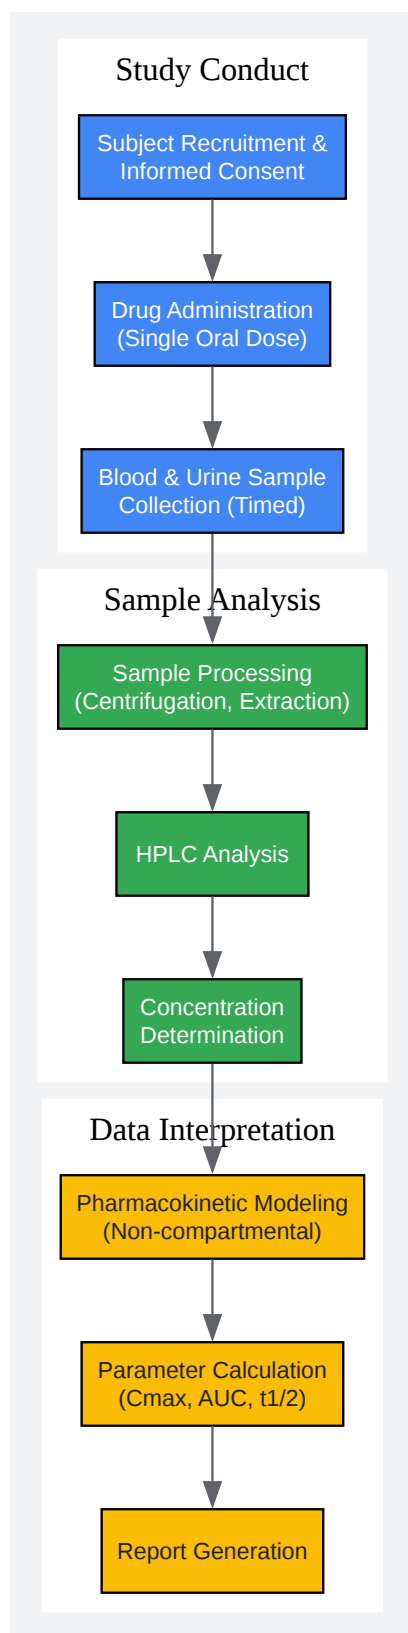 Study Conduct
Subject Recruitment &
Informed Consent
Drug Administration
(Single Oral Dose)
Blood & Urine Sample
Collection (Timed)
Sample Analysis
Sample Processing
(Centrifugation, Extraction)
HPLC Analysis
Concentration
Determination
Data Interpretation
Pharmacokinetic Modeling
(Non-compartmental)
Parameter Calculation
(Cmax, AUC, t1/2)
Report Generation